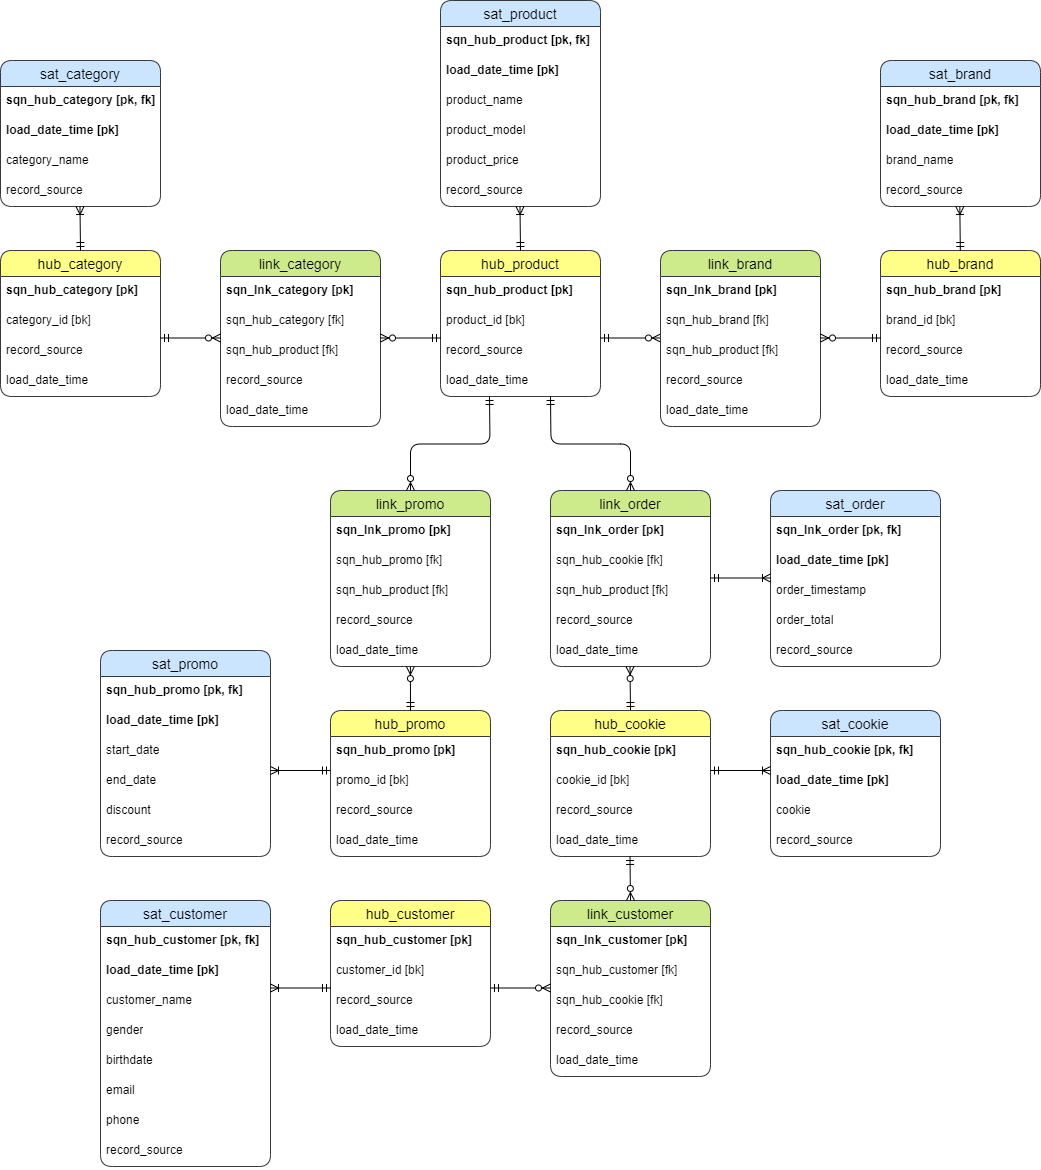 sat_product
sqn_hub_product [pk, fk]
load_date_time [pk]
product_name
product_model
product_price
record_source
sat_category
sqn_hub_category [pk, fk]
load_date_time [pk]
category_name
record_source
sat_brand
sqn_hub_brand [pk, fk]
load_date_time [pk]
brand_name
record_source
hub_category
sqn_hub_category [pk]
category_id [bk]
record_source
load_date_time
link_category
sqn_lnk_category [pk]
sqn_hub_category [fk]
sqn_hub_product [fk]
record_source
load_date_time
hub_product
sqn_hub_product [pk]
product_id [bk]
record_source
load_date_time
link_brand
sqn_lnk_brand [pk]
sqn_hub_brand [fk]
sqn_hub_product [fk]
record_source
load_date_time
hub_brand
sqn_hub_brand [pk]
brand_id [bk]
record_source
load_date_time
link_promo
sqn_lnk_promo [pk]
sqn_hub_promo [fk]
sqn_hub_product [fk]
record_source
load_date_time
link_order
sqn_lnk_order [pk]
sqn_hub_cookie [fk]
sqn_hub_product [fk]
record_source
load_date_time
sat_order
sqn_lnk_order [pk, fk]
load_date_time [pk]
order_timestamp
order_total
record_source
sat_promo
sqn_hub_promo [pk, fk]
load_date_time [pk]
start_date
end_date
discount
record_source
hub_promo
sqn_hub_promo [pk]
promo_id [bk]
record_source
load_date_time
hub_cookie
sqn_hub_cookie [pk]
cookie_id [bk]
record_source
load_date_time
sat_cookie
sqn_hub_cookie [pk, fk]
load_date_time [pk]
cookie
record_source
sat_customer
sqn_hub_customer [pk, fk]
load_date_time [pk]
customer_name
gender
birthdate
email
phone
record_source
hub_customer
sqn_hub_customer [pk]
customer_id [bk]
record_source
load_date_time
link_customer
sqn_lnk_customer [pk]
sqn_hub_customer [fk]
sqn_hub_cookie [fk]
record_source
load_date_time